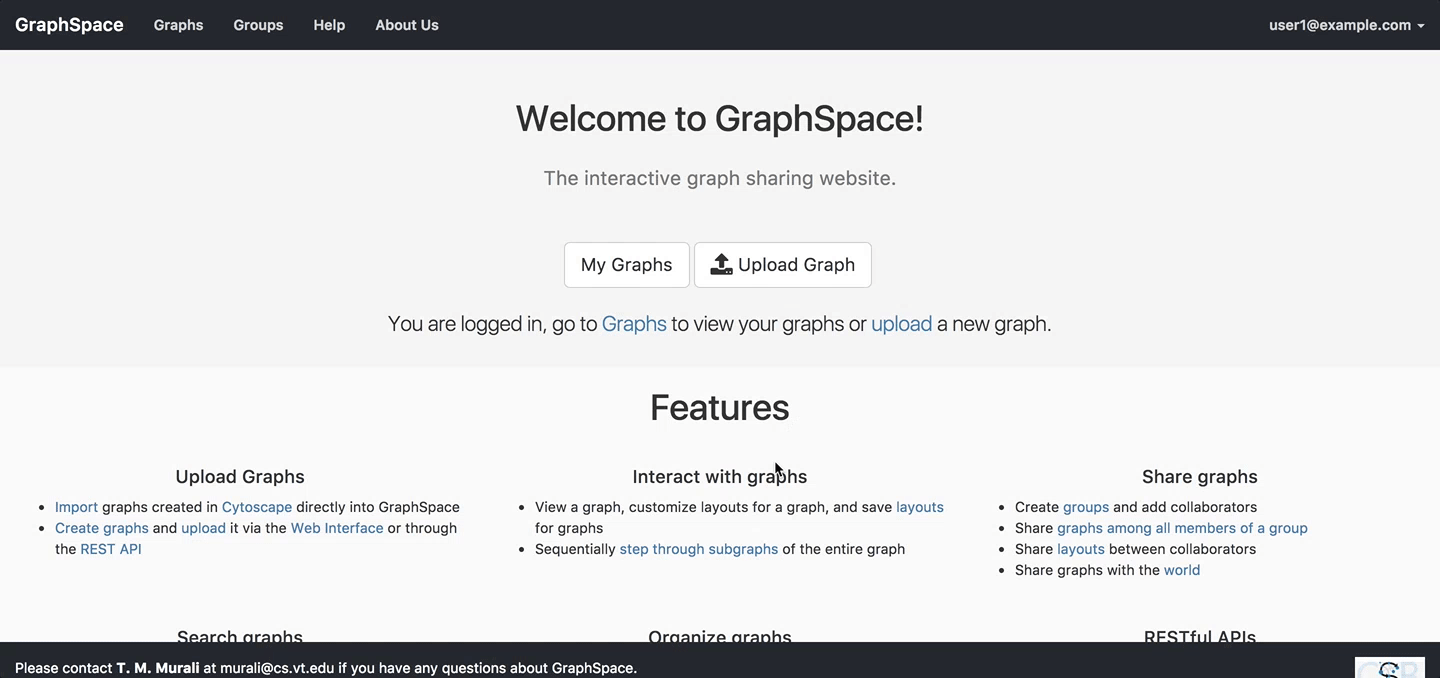 GraphSpace Graphs Groups Help About Us user1@example.com
Welcome to GraphSpace!
The interactive graph sharing website.
My Graphs Upload Graph
You are logged in, go to Graphs to view your graphs or upload a new graph.
Features
Upload Graphs
Import graphs created in Cytoscape directly into GraphSpace
Create graphs and upload it via the Web Interface or through
the REST API
Interact with graphs
View a graph, customize layouts for a graph, and save layouts
for graphs
Sequentially step through subgraphs of the entire graph
Share graphs
Create groups and add collaborators
Share graphs among all members of a group
Share layouts between collaborators
Share graphs with the world
Search graphs
Organize graphs
RESTful APIs
Please contact T. M. Murali at murali@cs.vt.edu if you have any questions about GraphSpace.